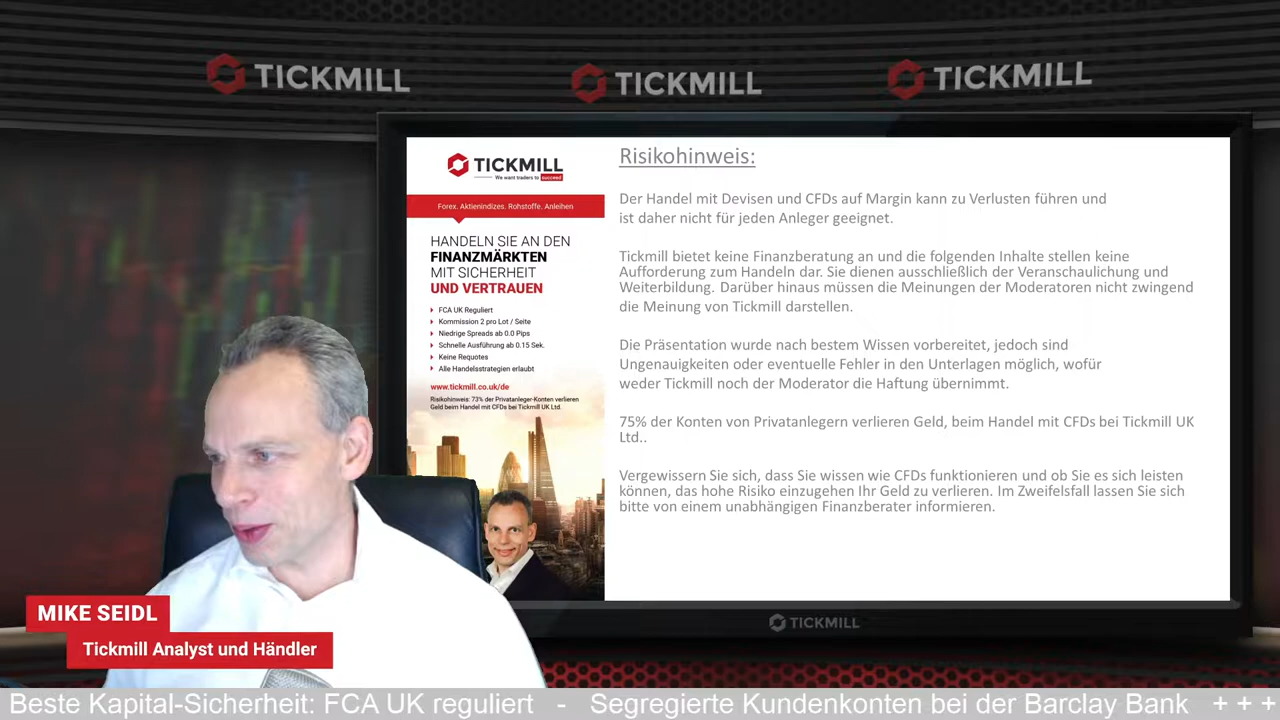 TICKMILL
TICKMILL
TICKMILL
TICKMILL
We want traders to succeed
Forex. Aktienindizes. Rohstoffe. Anleihen
HANDELN SIE AN DEN
FINANZMÄRKTEN
MIT SICHERHEIT
UND VERTRAUEN
FCA UK Reguliert
Kommission 2 pro Lot / Seite
Niedrige Spreads ab 0.0 Pips
Schnelle Ausführung ab 0.15 Sek.
Keine Requotes
Alle Handelsstrategien erlaubt
www.tickmill.co.uk/de
Risikohinweis: 73% der Privatanleger-Konten verlieren
Geld beim Handel mit CFDs bei Tickmill UK Ltd.
Risikohinweis:
Der Handel mit Devisen und CFDs auf Margin kann zu Verlusten führen und
ist daher nicht für jeden Anleger geeignet.
Tickmill bietet keine Finanzberatung an und die folgenden Inhalte stellen keine
Aufforderung zum Handeln dar. Sie dienen ausschließlich der Veranschaulichung und
Weiterbildung. Darüber hinaus müssen die Meinungen der Moderatoren nicht zwingend
die Meinung von Tickmill darstellen.
Die Präsentation wurde nach bestem Wissen vorbereitet, jedoch sind
Ungenauigkeiten oder eventuelle Fehler in den Unterlagen möglich, wofür
weder Tickmill noch der Moderator die Haftung übernimmt.
75% der Konten von Privatanlegern verlieren Geld, beim Handel mit CFDs bei Tickmill UK
Ltd..
Vergewissern Sie sich, dass Sie wissen wie CFDs funktionieren und ob Sie es sich leisten
können, das hohe Risiko einzugehen Ihr Geld zu verlieren. Im Zweifelsfall lassen Sie sich
bitte von einem unabhängigen Finanzberater informieren.
TICKMILL
MIKE SEIDL
Tickmill Analyst und Händler
Beste Kapital-Sicherheit: FCA UK reguliert - Segregierte Kundenkonten bei der Barclay Bank + + +